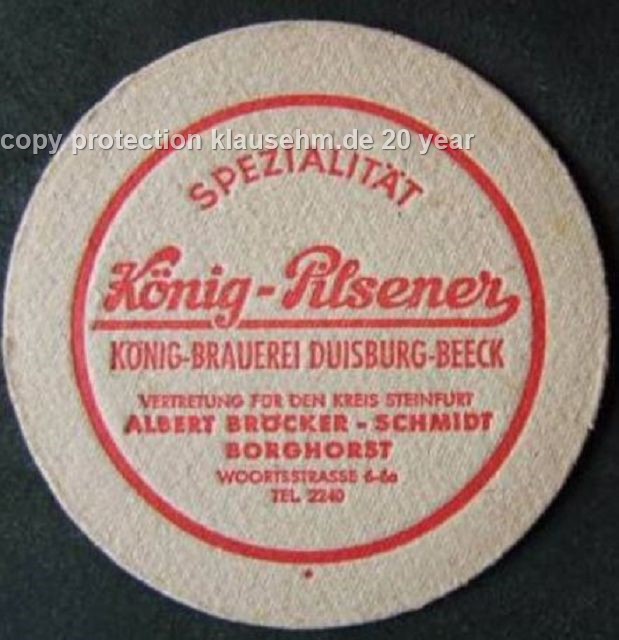 copy protection klausehm.de 20 year
SPEZIALITÄT
König-Pilsener
KÖNIG-BRAUEREI DUISBURG-BEECK
VERTRETUNG FÜR DEN KREIS STEINFURT
ALBERT BRÖCKER - SCHMIDT
BORGHORST
WOORTSSTRASSE 6-6a
TEL. 2240